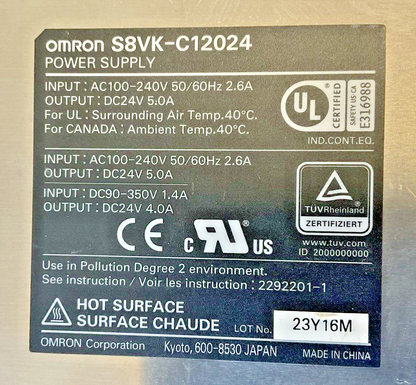 omron S8VK-C12024
POWER SUPPLY
INPUT : AC100-240V 50/60Hz 2.6A
OUTPUT : DC24V 5.0A
For UL : Surrounding Air Temp.40°C.
For CANADA : Ambient Temp.40°C.
UL
CERTIFIED
SAFETY US-CA
E316988
IND.CONT.EQ.
INPUT : AC100-240V 50/60Hz 2.6A
OUTPUT : DC24V 5.0A
INPUT : DC90-350V 1.4A
OUTPUT : DC24V 4.0A
CE c RU US
TÜVRheinland
ZERTIFIZIERT
www.tuv.com
ID 2000000000
Use in Pollution Degree 2 environment.
See instruction / Voir les instruction : 2292201-1
HOT SURFACE
SURFACE CHAUDE
LOT No. 23Y16M
OMRON Corporation Kyoto, 600-8530 JAPAN MADE IN CHINA